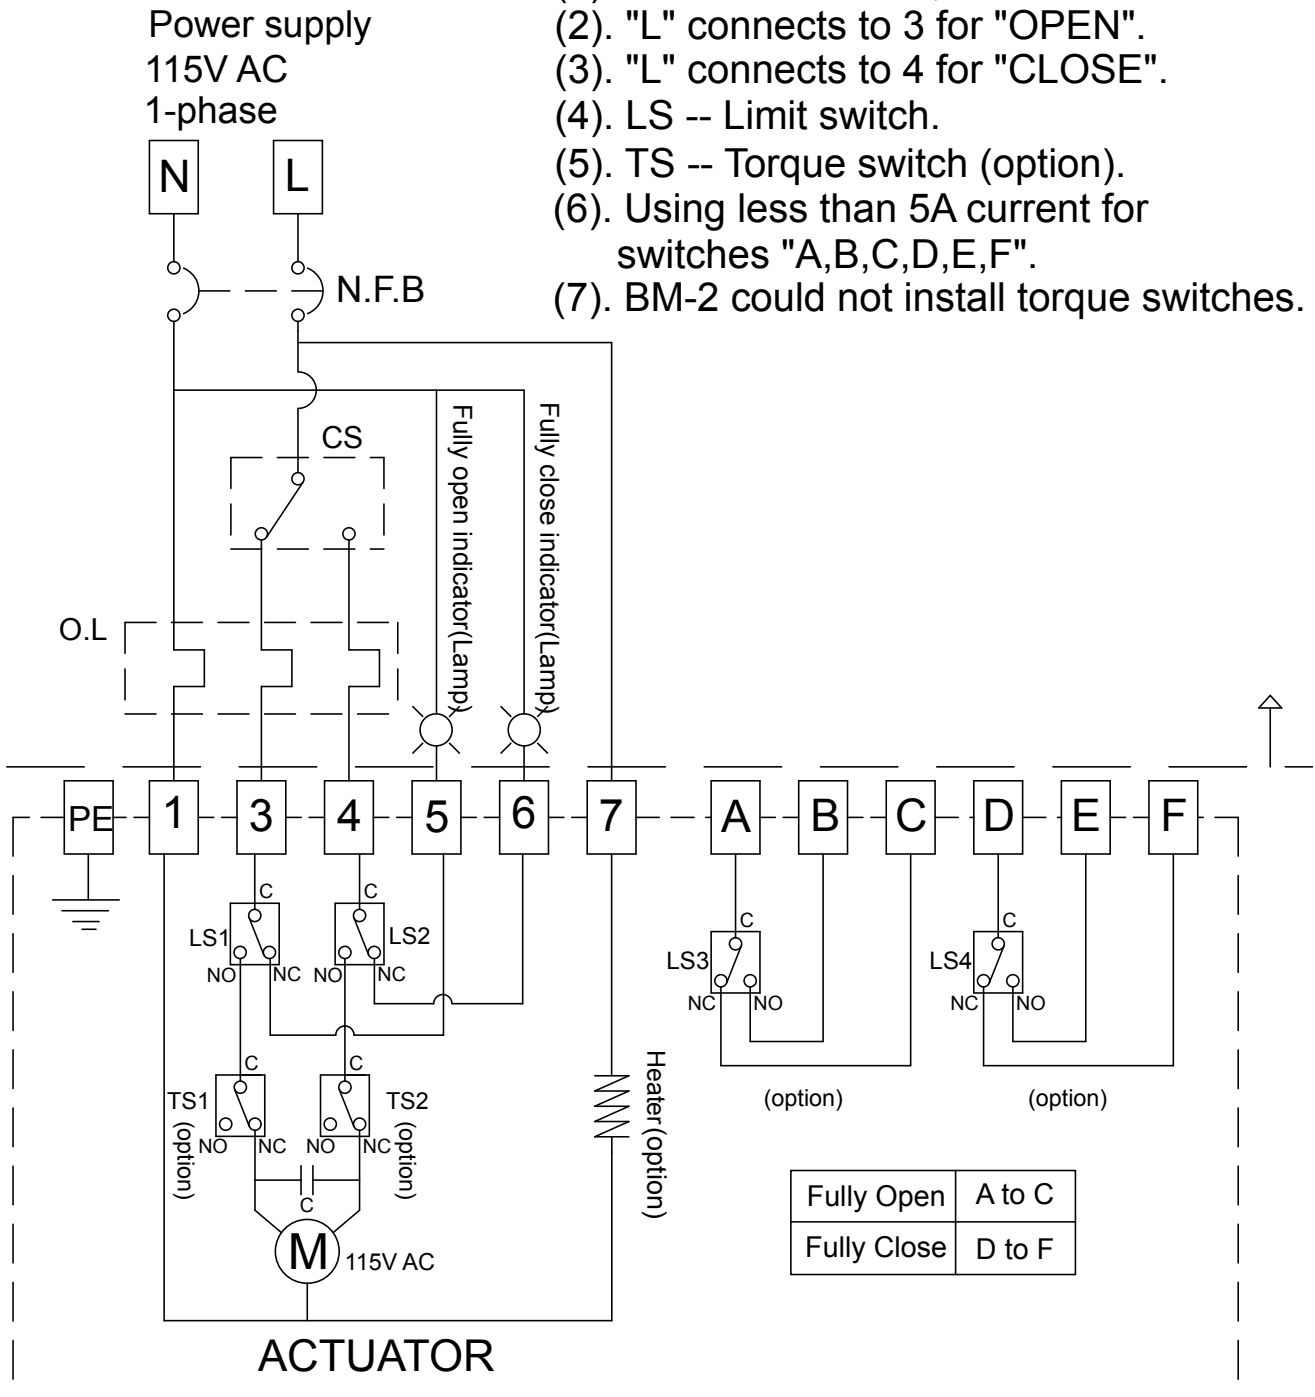 Power supply
115V AC
1-phase
(2). "L" connects to 3 for "OPEN".
(3). "L" connects to 4 for "CLOSE".
(4). LS -- Limit switch.
(5). TS -- Torque switch (option).
(6). Using less than 5A current for
switches "A,B,C,D,E,F".
(7). BM-2 could not install torque switches.
N L
N.F.B
CS
Fully open indicator(Lamp)
Fully close indicator(Lamp)
O.L
PE 1 3 4 5 6 7 A B C D E F
C C
LS1 LS2
NO NC NO NC
C C
LS3 LS4
NC NO NC NO
C C
TS1 TS2
(option) (option)
NO NC NO NC
C
Heater(option)
(option) (option)
M 115V AC
Fully Open A to C
Fully Close D to F
ACTUATOR